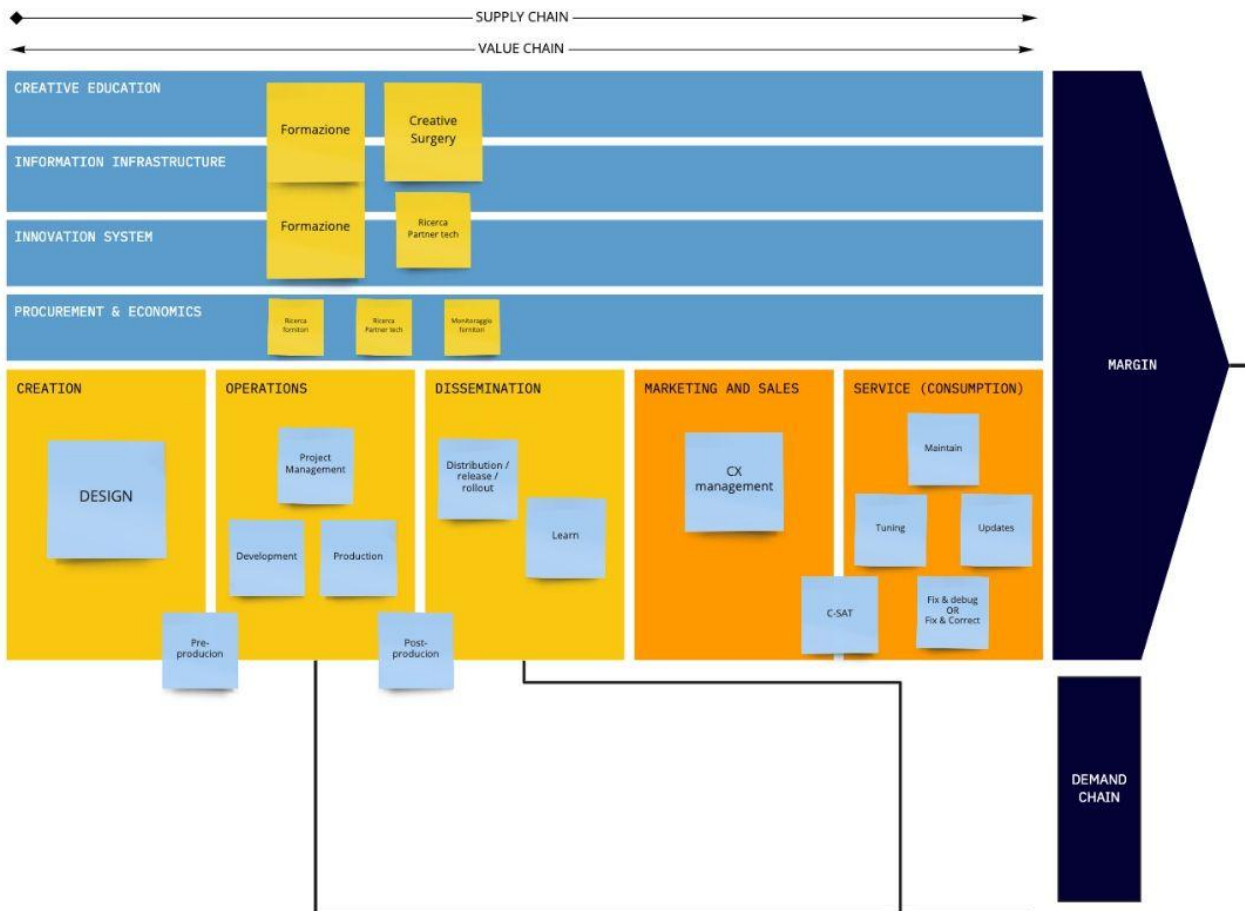 SUPPLY CHAIN
VALUE CHAIN
CREATIVE EDUCATION
Formazione
Creative
Surgery
INFORMATION INFRASTRUCTURE
INNOVATION SYSTEM
Formazione
Ricerca
Partner tech
PROCUREMENT & ECONOMICS
Ricerca
fornitori
Ricerca
Partner tech
Monitoraggio
fornitori
MARGIN
CREATION
DESIGN
OPERATIONS
Project
Management
Development
Production
Pre-
producion
Post-
producion
DISSEMINATION
Distribution /
release /
rollout
Learn
MARKETING AND SALES
CX
management
C-SAT
SERVICE (CONSUMPTION)
Maintain
Tuning
Updates
Fix & debug
OR
Fix & Correct
DEMAND
CHAIN